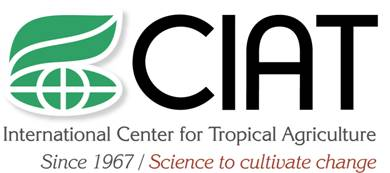 CIAT
International Center for Tropical Agriculture
Since 1967 / Science to cultivate change